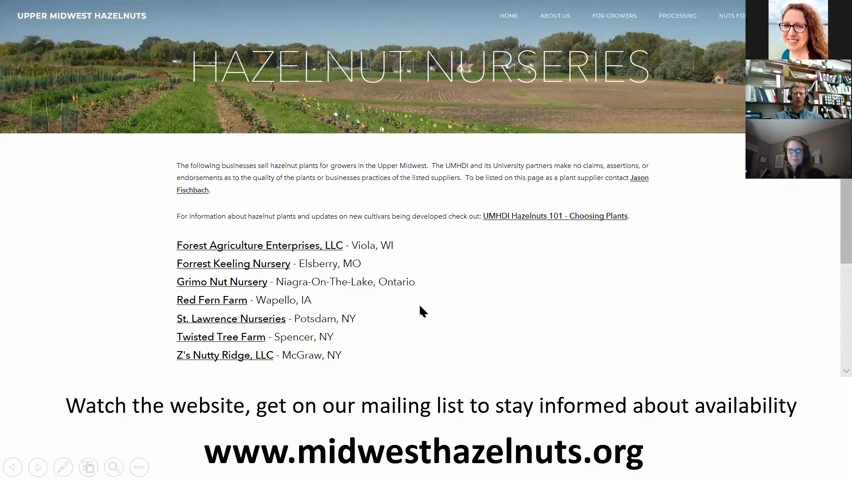 UPPER MIDWEST HAZELNUTS
HOME ABOUT US FOR GROWERS PROCESSING NUTS FO
HAZELNUT NURSERIES
The following businesses sell hazelnut plants for growers in the Upper Midwest. The UMHDI and its University partners make no claims, assertions, or
endorsements as to the quality of the plants or businesses practices of the listed suppliers. To be listed on this page as a plant supplier contact Jason
Fischbach.
For information about hazelnut plants and updates on new cultivars being developed check out: UMHDI Hazelnuts 101 - Choosing Plants.
Forest Agriculture Enterprises, LLC - Viola, WI
Forrest Keeling Nursery - Elsberry, MO
Grimo Nut Nursery - Niagra-On-The-Lake, Ontario
Red Fern Farm - Wapello, IA
St. Lawrence Nurseries - Potsdam, NY
Twisted Tree Farm - Spencer, NY
Z's Nutty Ridge, LLC - McGraw, NY
Watch the website, get on our mailing list to stay informed about availability
www.midwesthazelnuts.org